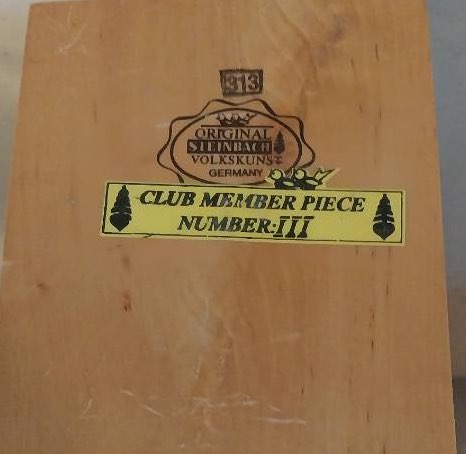 313
ORIGINAL
STEINBACH
VOLKSKUNST
GERMANY
CLUB MEMBER PIECE
NUMBER:III